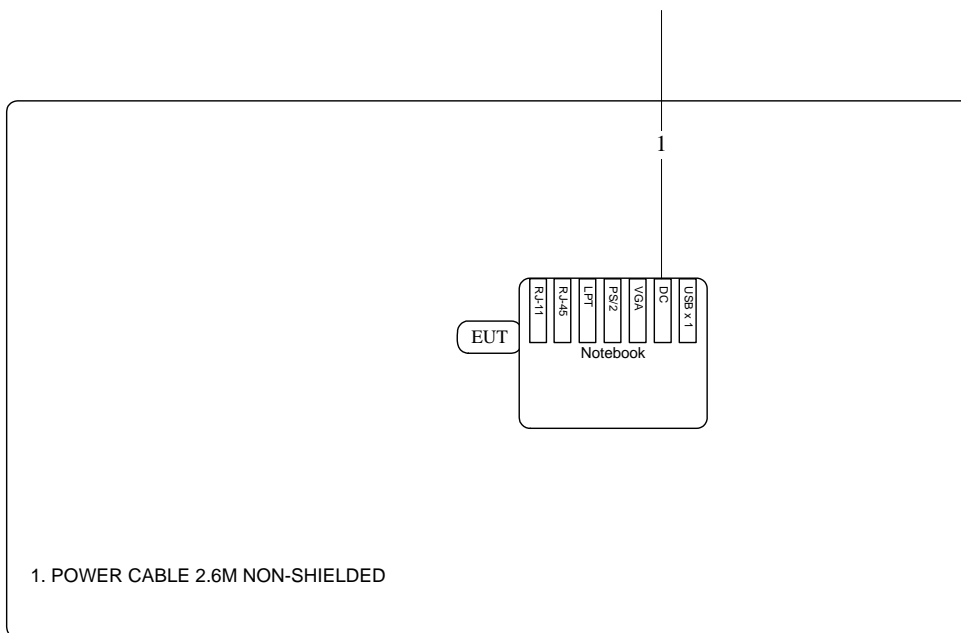 1
RJ-11
RJ-45
LPT
PS/2
VGA
DC
USB x 1
EUT
Notebook
1. POWER CABLE 2.6M NON-SHIELDED